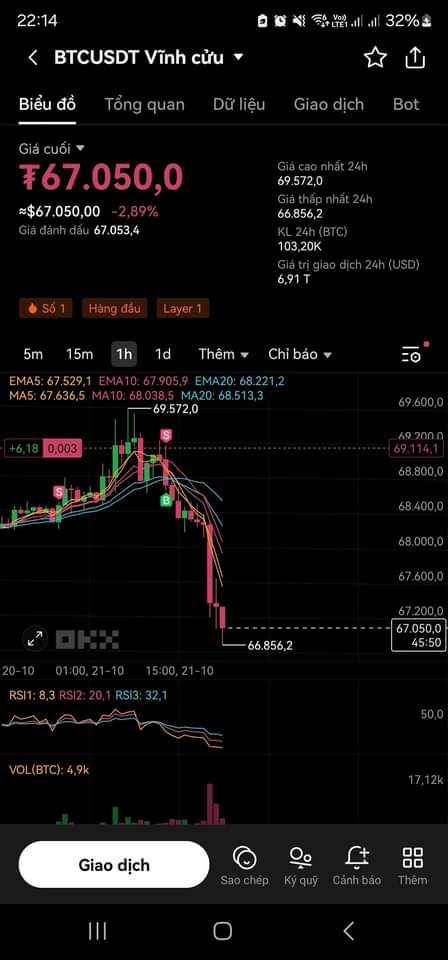 22:14
Vo)) LTE1 32%
BTCUSDT Vĩnh cửu
Biểu đồ Tổng quan Dữ liệu Giao dịch Bot
Giá cuối
₮67.050,0
≈$67.050,00 -2,89%
Giá đánh dấu 67.053,4
Giá cao nhất 24h
69.572,0
Giá thấp nhất 24h
66.856,2
KL 24h (BTC)
103,20K
Giá trị giao dịch 24h (USD)
6,91 T
Số 1 Hàng đầu Layer 1
5m 15m 1h 1d Thêm Chỉ báo
EMA5: 67.529,1 EMA10: 67.905,9 EMA20: 68.221,2
MA5: 67.636,5 MA10: 68.038,5 MA20: 68.513,3
69.572,0
69.600,0
69.200,0
+6,18 0,003
S
69.114,1
68.800,0
S
B
68.400,0
68.000,0
67.600,0
67.200,0
67.050,0
45:50
OKX
66.856,2
20-10 01:00, 21-10 15:00, 21-10
RSI1: 8,3 RSI2: 20,1 RSI3: 32,1
50,0
VOL(BTC): 4,9k
17,12k
Giao dịch
Sao chép Ký quỹ Cảnh báo Thêm